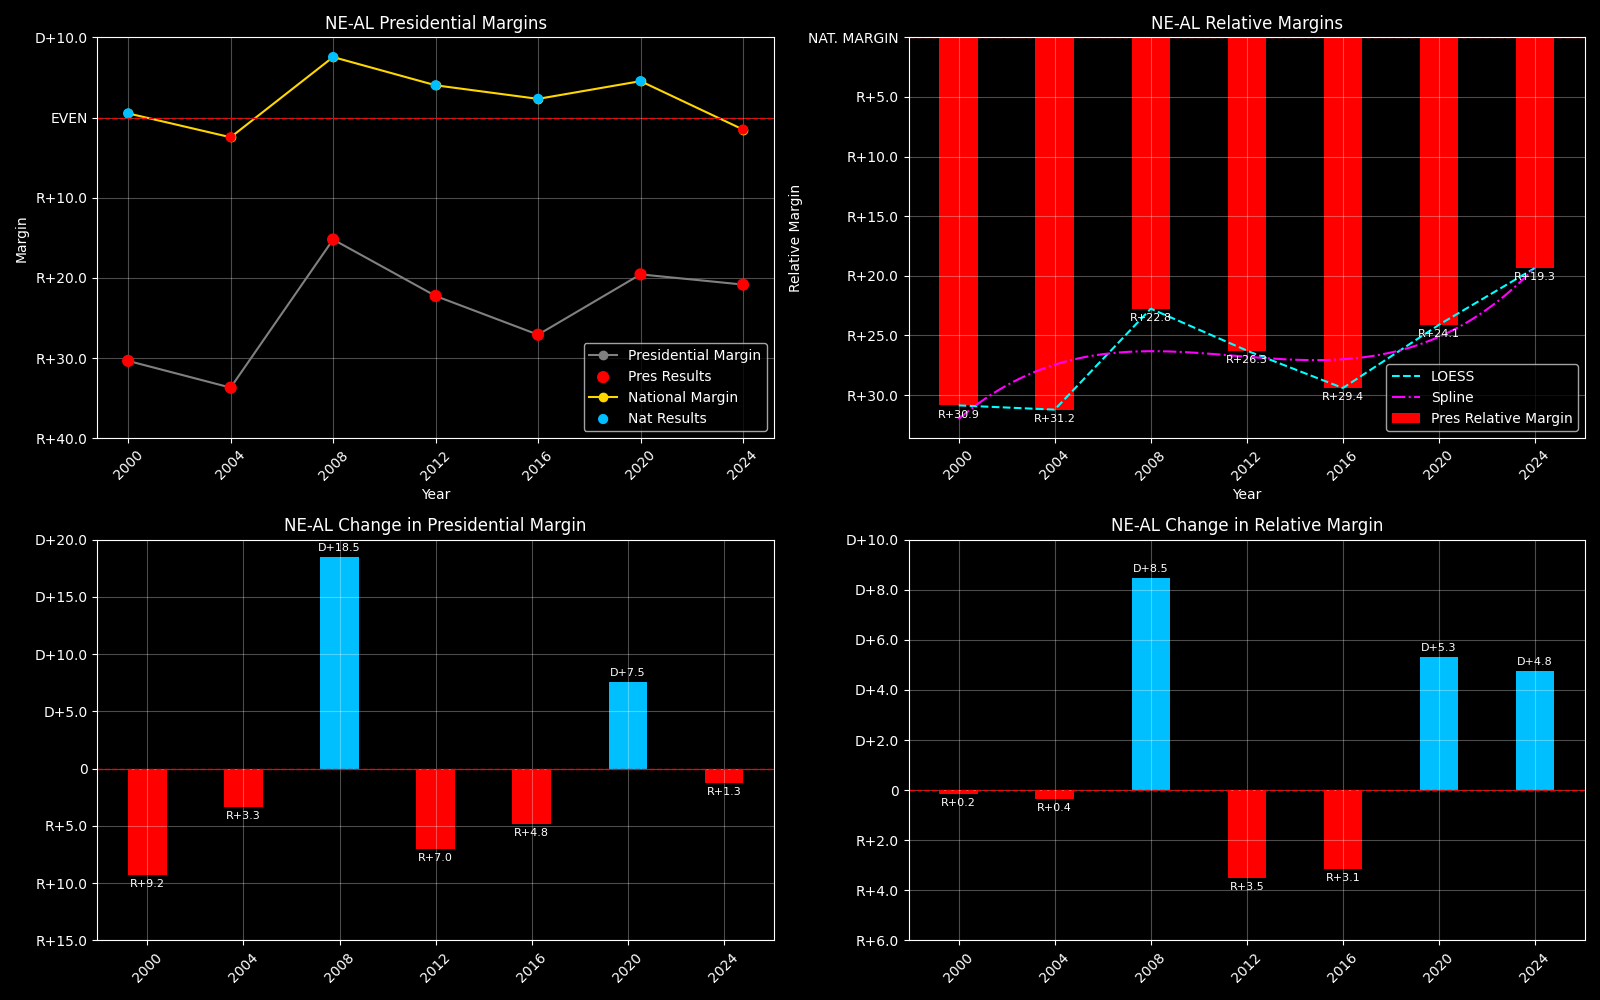 NE-AL Presidential Margins
D+10.0
EVEN
R+10.0
R+20.0
R+30.0
R+40.0
Margin
Presidential Margin
Pres Results
National Margin
Nat Results
2000
2004
2008
2012
2016
2020
2024
Year
NE-AL Relative Margins
NAT. MARGIN
R+5.0
R+10.0
R+15.0
R+20.0
R+25.0
R+30.0
Relative Margin
R+30.9
R+31.2
R+22.8
R+26.3
R+29.4
R+24.1
R+19.3
LOESS
Spline
Pres Relative Margin
2000
2004
2008
2012
2016
2020
2024
Year
NE-AL Change in Presidential Margin
D+20.0
D+15.0
D+10.0
D+5.0
0
R+5.0
R+10.0
R+15.0
R+9.2
R+3.3
D+18.5
R+7.0
R+4.8
D+7.5
R+1.3
2000
2004
2008
2012
2016
2020
2024
NE-AL Change in Relative Margin
D+10.0
D+8.0
D+6.0
D+4.0
D+2.0
0
R+2.0
R+4.0
R+6.0
R+0.2
R+0.4
D+8.5
R+3.5
R+3.1
D+5.3
D+4.8
2000
2004
2008
2012
2016
2020
2024